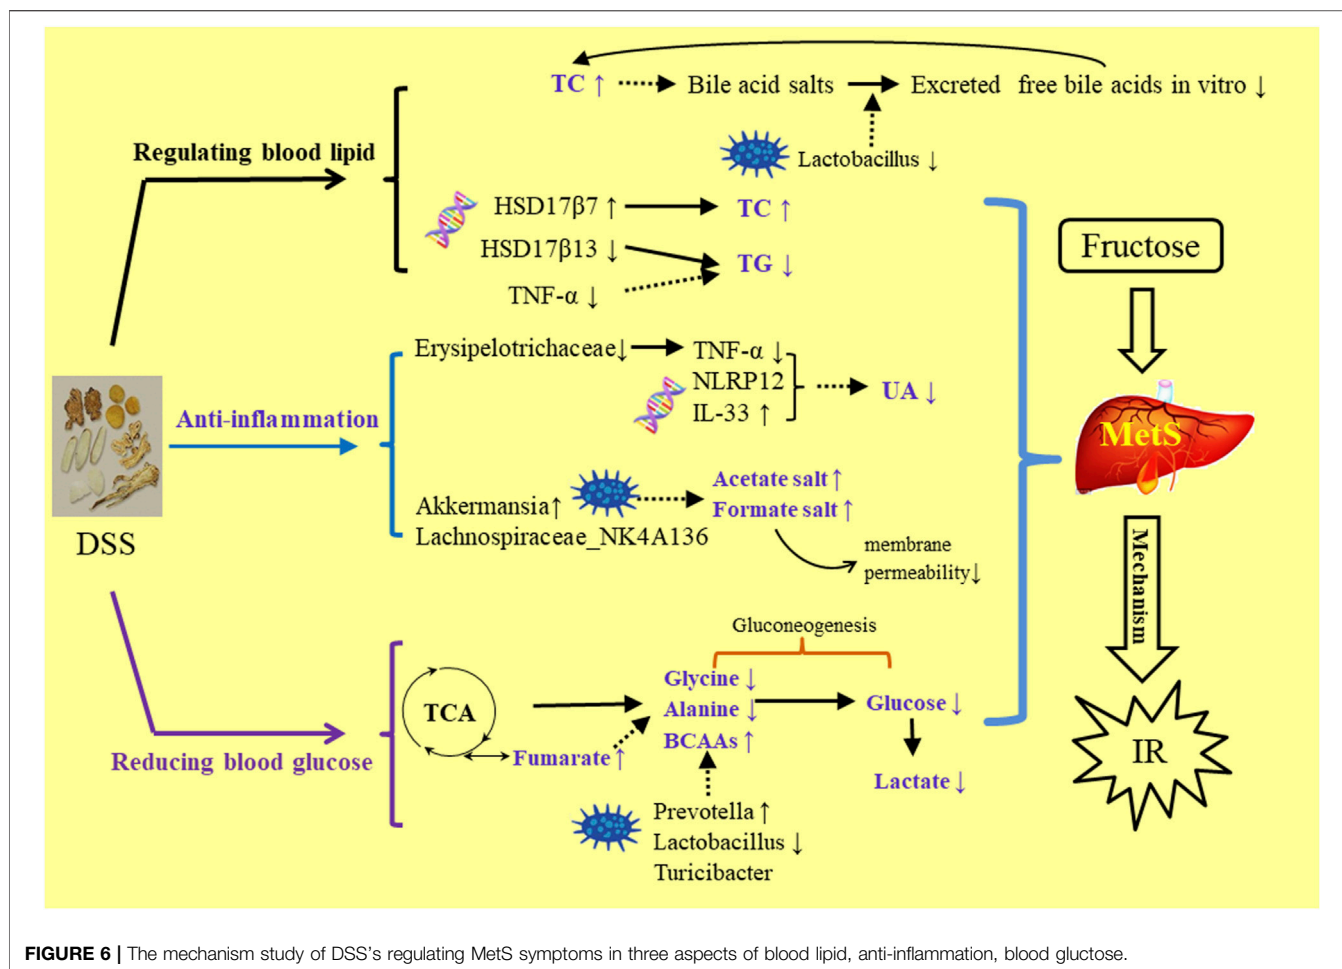 TC ↑
Bile acid salts
Excreted free bile acids in vitro ↓
Regulating blood lipid
Lactobacillus ↓
HSD17β7 ↑
TC ↑
HSD17β13 ↓
TG ↓
TNF-α ↓
Fructose
Erysipelotrichaceae↓
TNF-α ↓
NLRP12
IL-33 ↑
UA ↓
Anti-inflammation
MetS
Akkermansia↑
Lachnospiraceae_NK4A136
Acetate salt ↑
Formate salt ↑
membrane
permeability↓
DSS
Mechanism
Gluconeogenesis
TCA
Glycine ↓
Alanine ↓
BCAAs ↑
Glucose ↓
Fumarate ↑
Lactate ↓
Reducing blood glucose
IR
Prevotella ↑
Lactobacillus ↓
Turicibacter
FIGURE 6 | The mechanism study of DSS's regulating MetS symptoms in three aspects of blood lipid, anti-inflammation, blood gluctose.